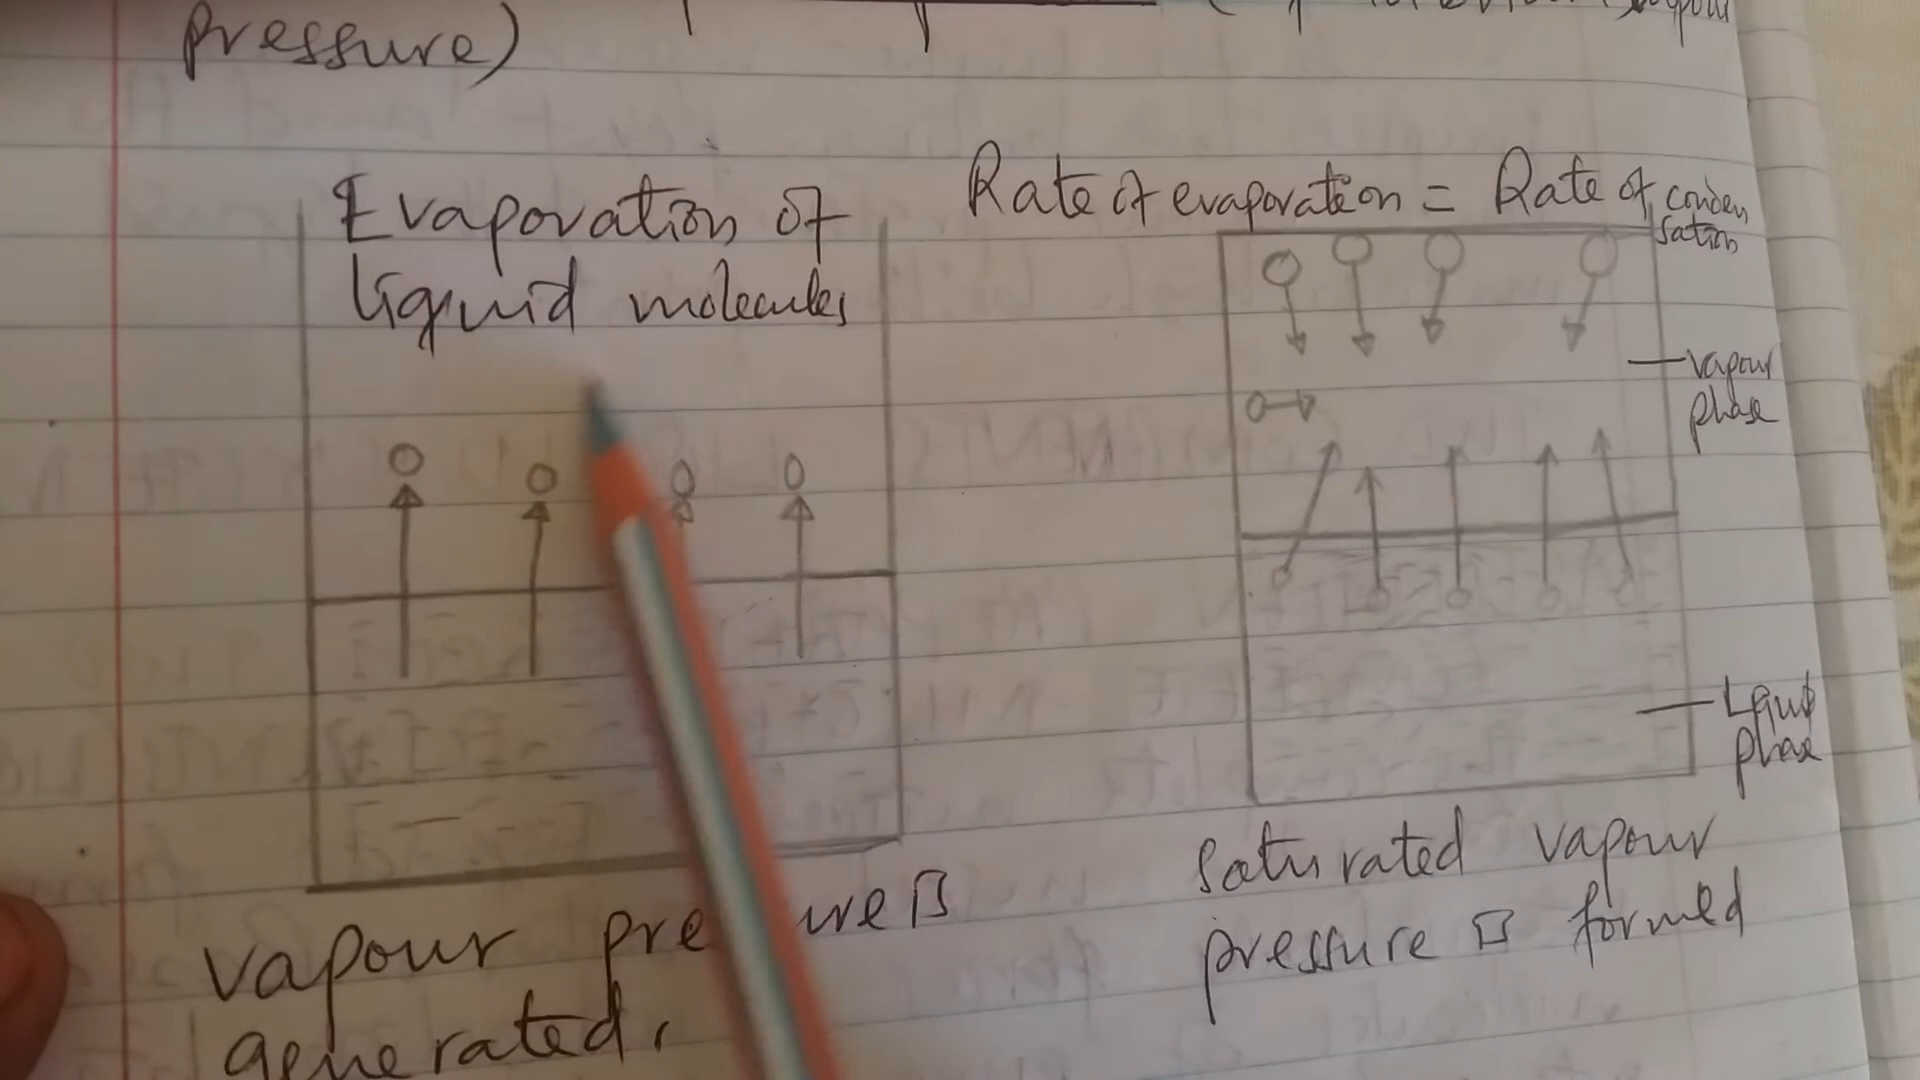 pressure)
Evaporation of
liquid molecules
Rate of evaporation = Rate of conden
sation
vapour
phase
Liquid
phase
vapour pre ure is
generated,
Saturated vapour
pressure is formed